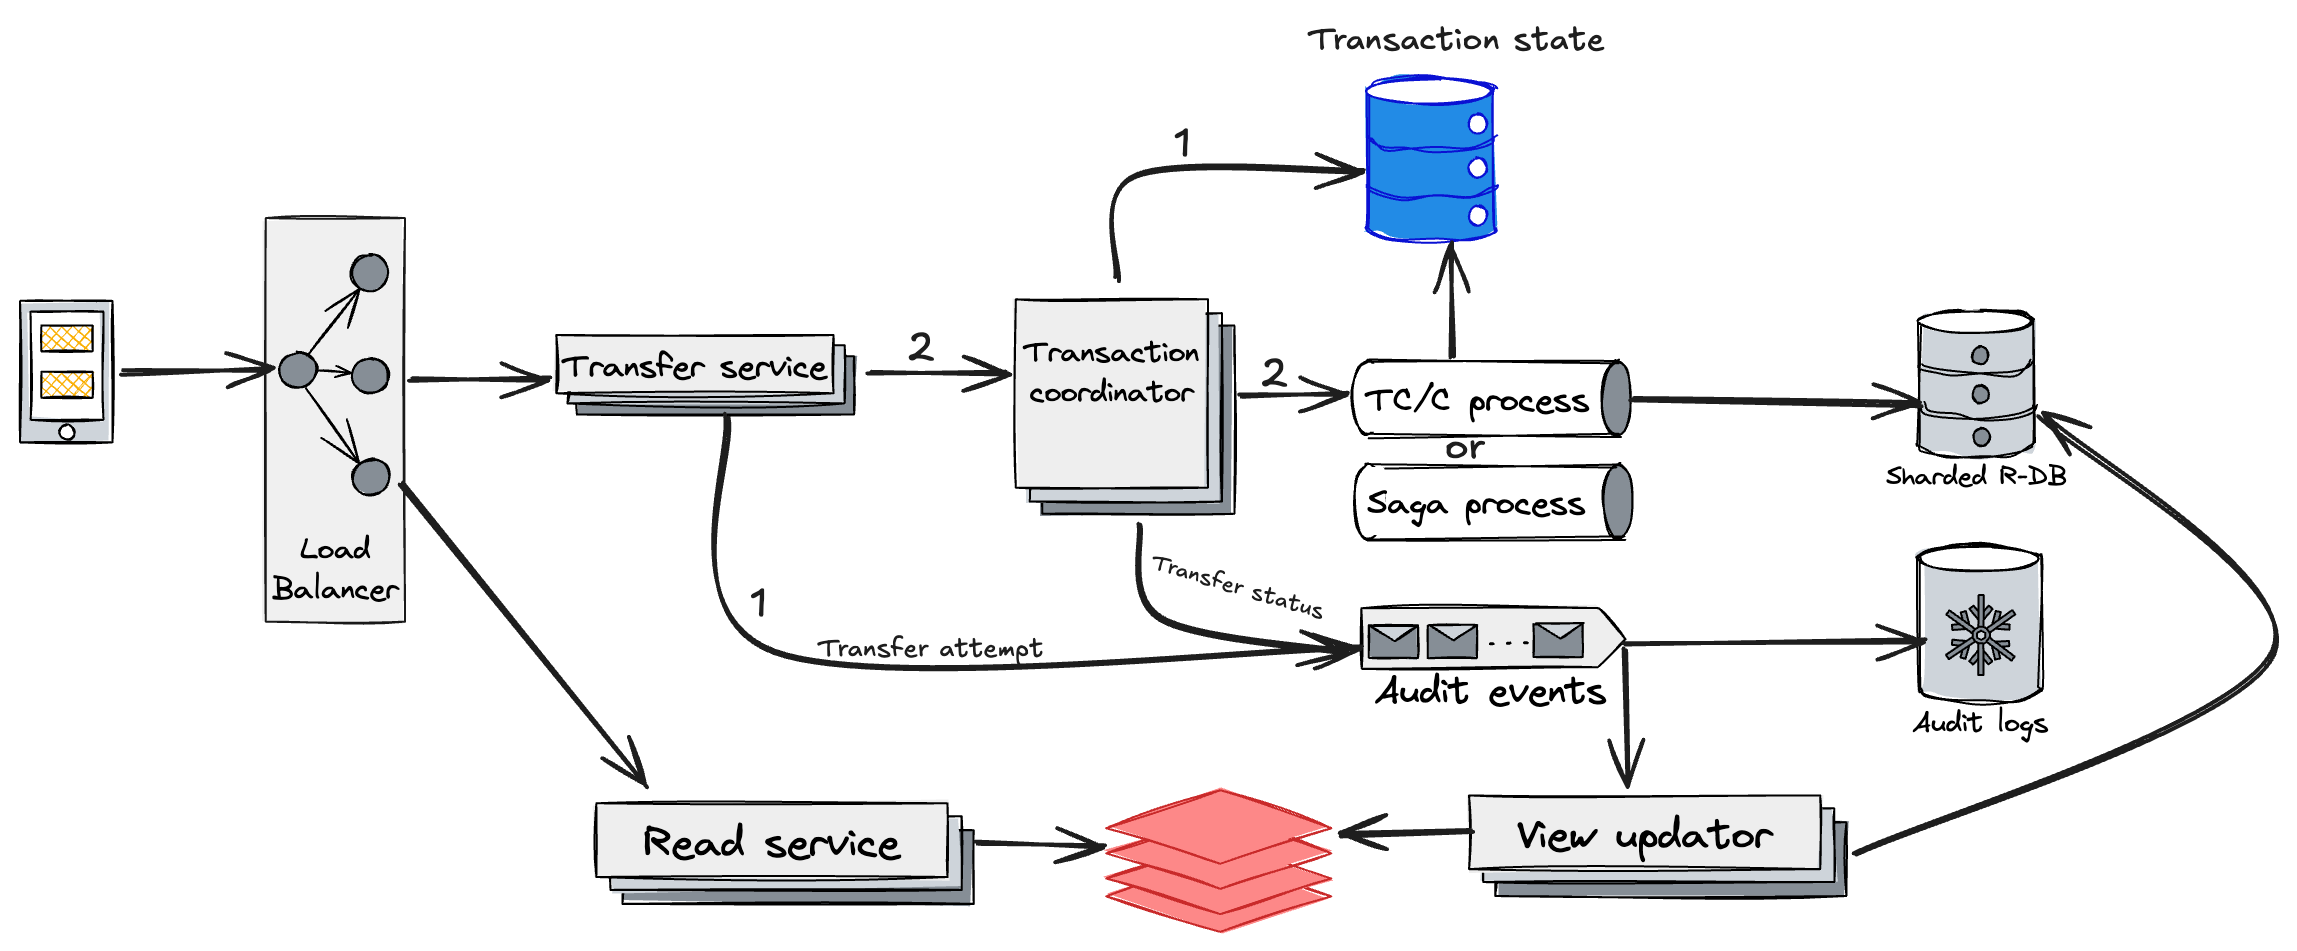 Transaction state
1
Load
Balancer
Transfer service
2
Transaction
coordinator
2
TC/C process
or
Saga process
Sharded R-DB
1
Transfer attempt
Transfer status
Audit events
Audit logs
Read service
View updator